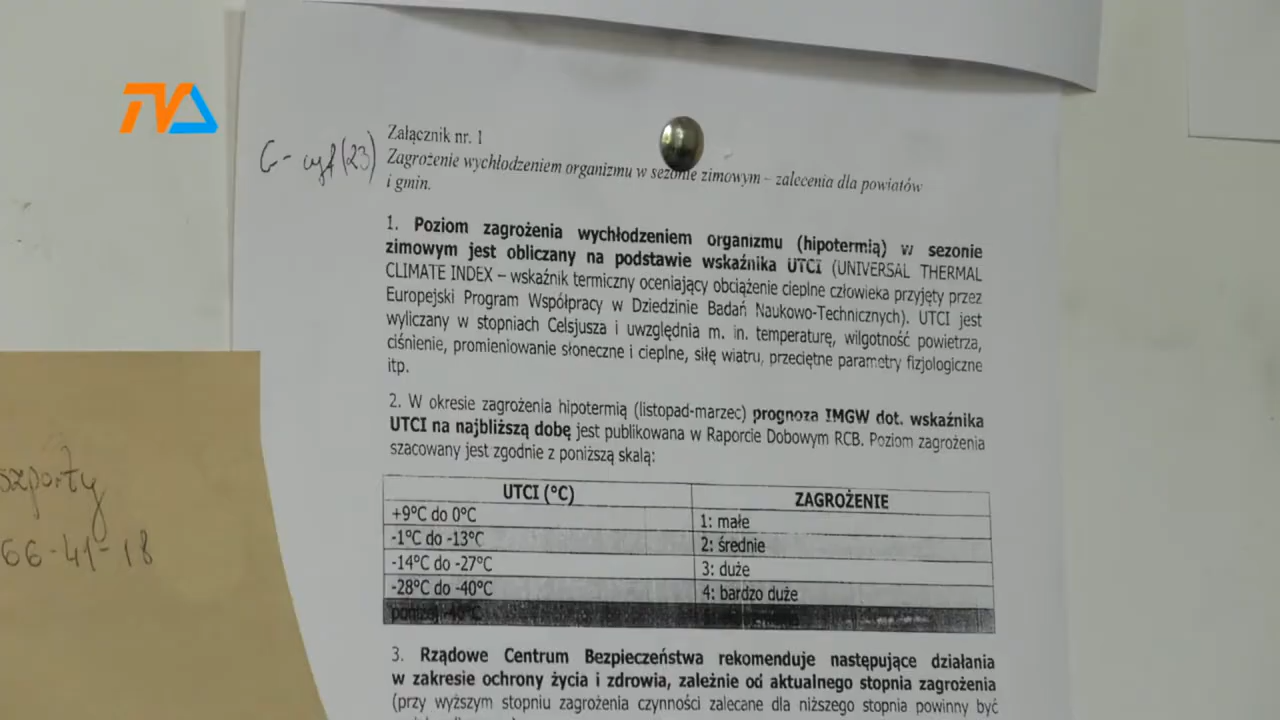 TVA
Załącznik nr. 1
G- cyf (23)
Zagrożenie wychłodzeniem organizmu w sezonie zimowym – zalecenia dla powiatów
i gmin.
1. Poziom zagrożenia wychłodzeniem organizmu (hipotermią) w sezonie
zimowym jest obliczany na podstawie wskaźnika UTCI (UNIVERSAL THERMAL
CLIMATE INDEX – wskaźnik termiczny oceniający obciążenie cieplne człowieka przyjęty przez
Europejski Program Współpracy w Dziedzinie Badań Naukowo-Technicznych). UTCI jest
wyliczany w stopniach Celsjusza i uwzględnia m. in. temperaturę, wilgotność powietrza,
ciśnienie, promieniowanie słoneczne i cieplne, siłę wiatru, przeciętne parametry fizjologiczne
itp.
2. W okresie zagrożenia hipotermią (listopad-marzec) prognoza IMGW dot. wskaźnika
UTCI na najbliższą dobę jest publikowana w Raporcie Dobowym RCB. Poziom zagrożenia
szacowany jest zgodnie z poniższą skalą:
UTCI (°C) ZAGROŻENIE
+9°C do 0°C 1: małe
-1°C do -13°C 2: średnie
-14°C do -27°C 3: duże
-28°C do -40°C 4: bardzo duże
poniżej -40°C
3. Rządowe Centrum Bezpieczeństwa rekomenduje następujące działania
w zakresie ochrony życia i zdrowia, zależnie od aktualnego stopnia zagrożenia
(przy wyższym stopniu zagrożenia czynności zalecane dla niższego stopnia powinny być
szporty
66-41-18